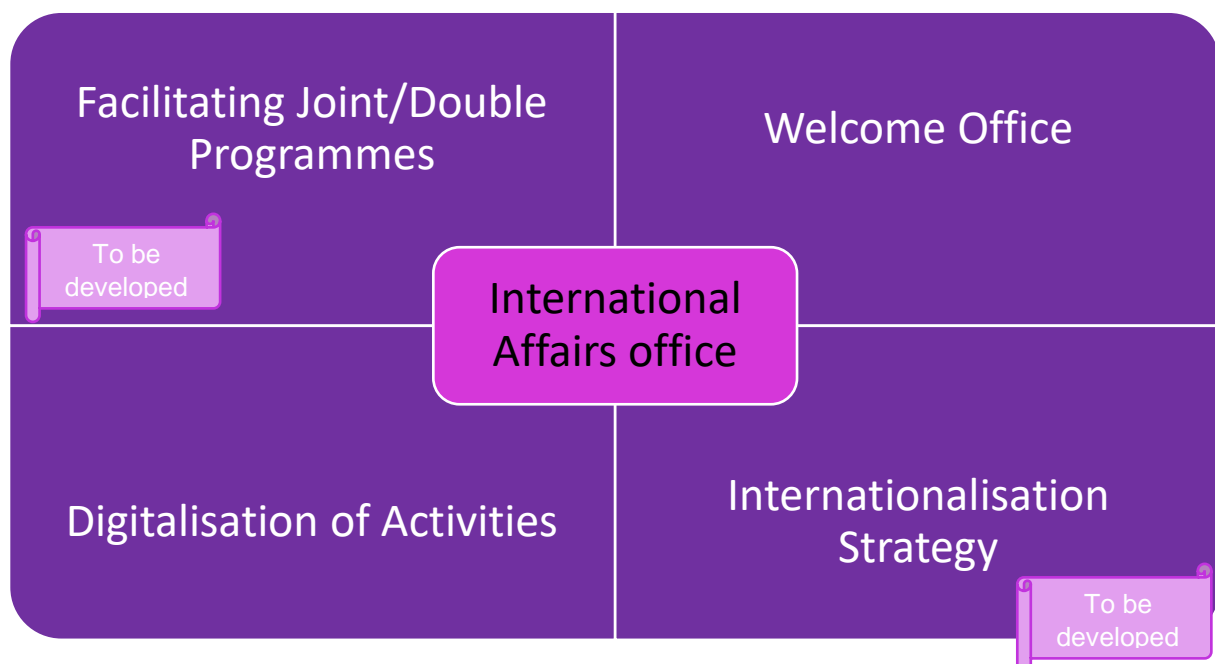 Facilitating Joint/Double
Programmes
Welcome Office
To be
developed
International
Affairs office
Digitalisation of Activities
Internationalisation
Strategy
To be
developed